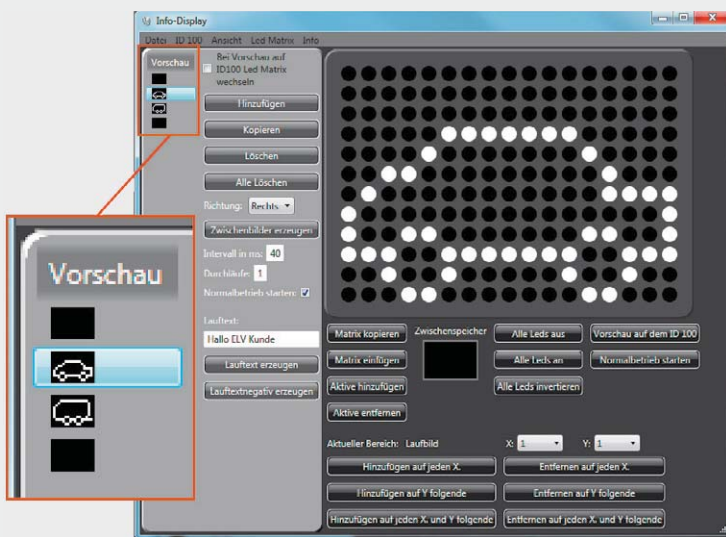 Info-Display
Datei ID 100 Ansicht Led Matrix Info
Vorschau
Bei Vorschau auf
ID100 Led Matrix
wechseln
Hinzufügen
Kopieren
Löschen
Alle Löschen
Richtung: Rechts
Zwischenbilder erzeugen
Intervall in ms: 40
Durchläufe: 1
Normalbetrieb starten:
Lauftext:
Hallo ELV Kunde
Lauftext erzeugen
Lauftextnegativ erzeugen
Vorschau
Matrix kopieren Zwischenspeicher Alle Leds aus Vorschau auf dem ID 100
Matrix einfügen Alle Leds an Normalbetrieb starten
Aktive hinzufügen Alle Leds invertieren
Aktive entfernen
Aktueller Bereich: Laufbild X: 1 Y: 1
Hinzufügen auf jeden X. Entfernen auf jeden X.
Hinzufügen auf Y folgende Entfernen auf Y folgende
Hinzufügen auf jeden X. und Y folgende Entfernen auf jeden X. und Y folgende